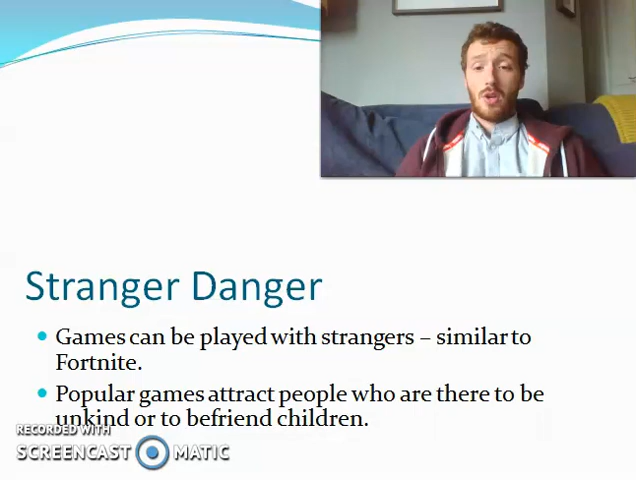 Stranger Danger
Games can be played with strangers – similar to
Fortnite.
Popular games attract people who are there to be
unkind or to befriend children.
RECORDED WITH
SCREENCAST MATIC